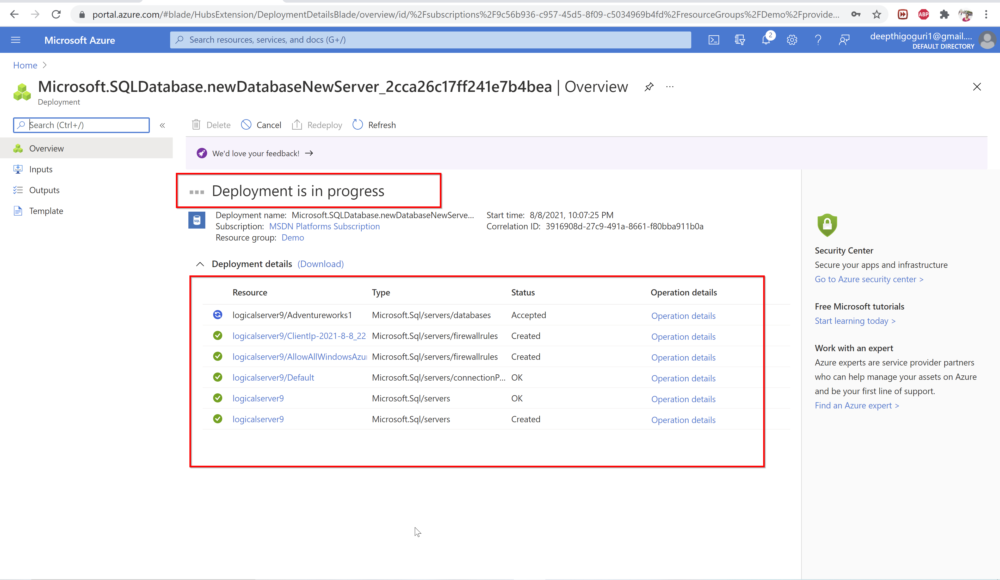 portal.azure.com/#blade/HubsExtension/DeploymentDetailsBlade/overview/id/%2Fsubscriptions%2F9c56b936-c957-45d5-8f09-c5034969b4fd%2FresourceGroups%2FDemo%2Fprovide...
ABP
Microsoft Azure
Search resources, services, and docs (G+/)
2
deepthigoguri1@gmail....
DEFAULT DIRECTORY
Home
Microsoft.SQLDatabase.newDatabaseNewServer_2cca26c17ff241e7b4bea | Overview
Deployment
Search (Ctrl+/)
Delete Cancel Redeploy Refresh
Overview
Inputs
Outputs
Template
We'd love your feedback!
Deployment is in progress
SQL
Deployment name: Microsoft.SQLDatabase.newDatabaseNewServe...
Subscription: MSDN Platforms Subscription
Resource group: Demo
Start time: 8/8/2021, 10:07:25 PM
Correlation ID: 3916908d-27c9-491a-8661-f80bba911b0a
Deployment details (Download)
Resource Type Status Operation details
logicalserver9/Adventureworks1 Microsoft.Sql/servers/databases Accepted Operation details
logicalserver9/ClientIp-2021-8-8_22- Microsoft.Sql/servers/firewallrules Created Operation details
logicalserver9/AllowAllWindowsAzu Microsoft.Sql/servers/firewallrules Created Operation details
logicalserver9/Default Microsoft.Sql/servers/connectionP... OK Operation details
logicalserver9 Microsoft.Sql/servers OK Operation details
logicalserver9 Microsoft.Sql/servers Created Operation details
Security Center
Secure your apps and infrastructure
Go to Azure security center >
Free Microsoft tutorials
Start learning today >
Work with an expert
Azure experts are service provider partners
who can help manage your assets on Azure
and be your first line of support.
Find an Azure expert >